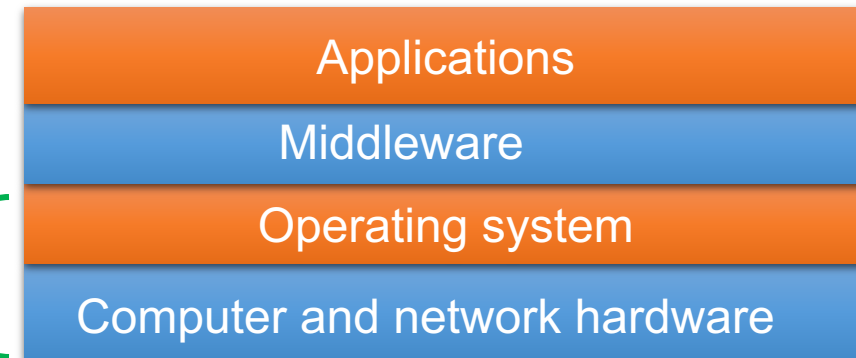 Applications
Middleware
Operating system
Computer and network hardware